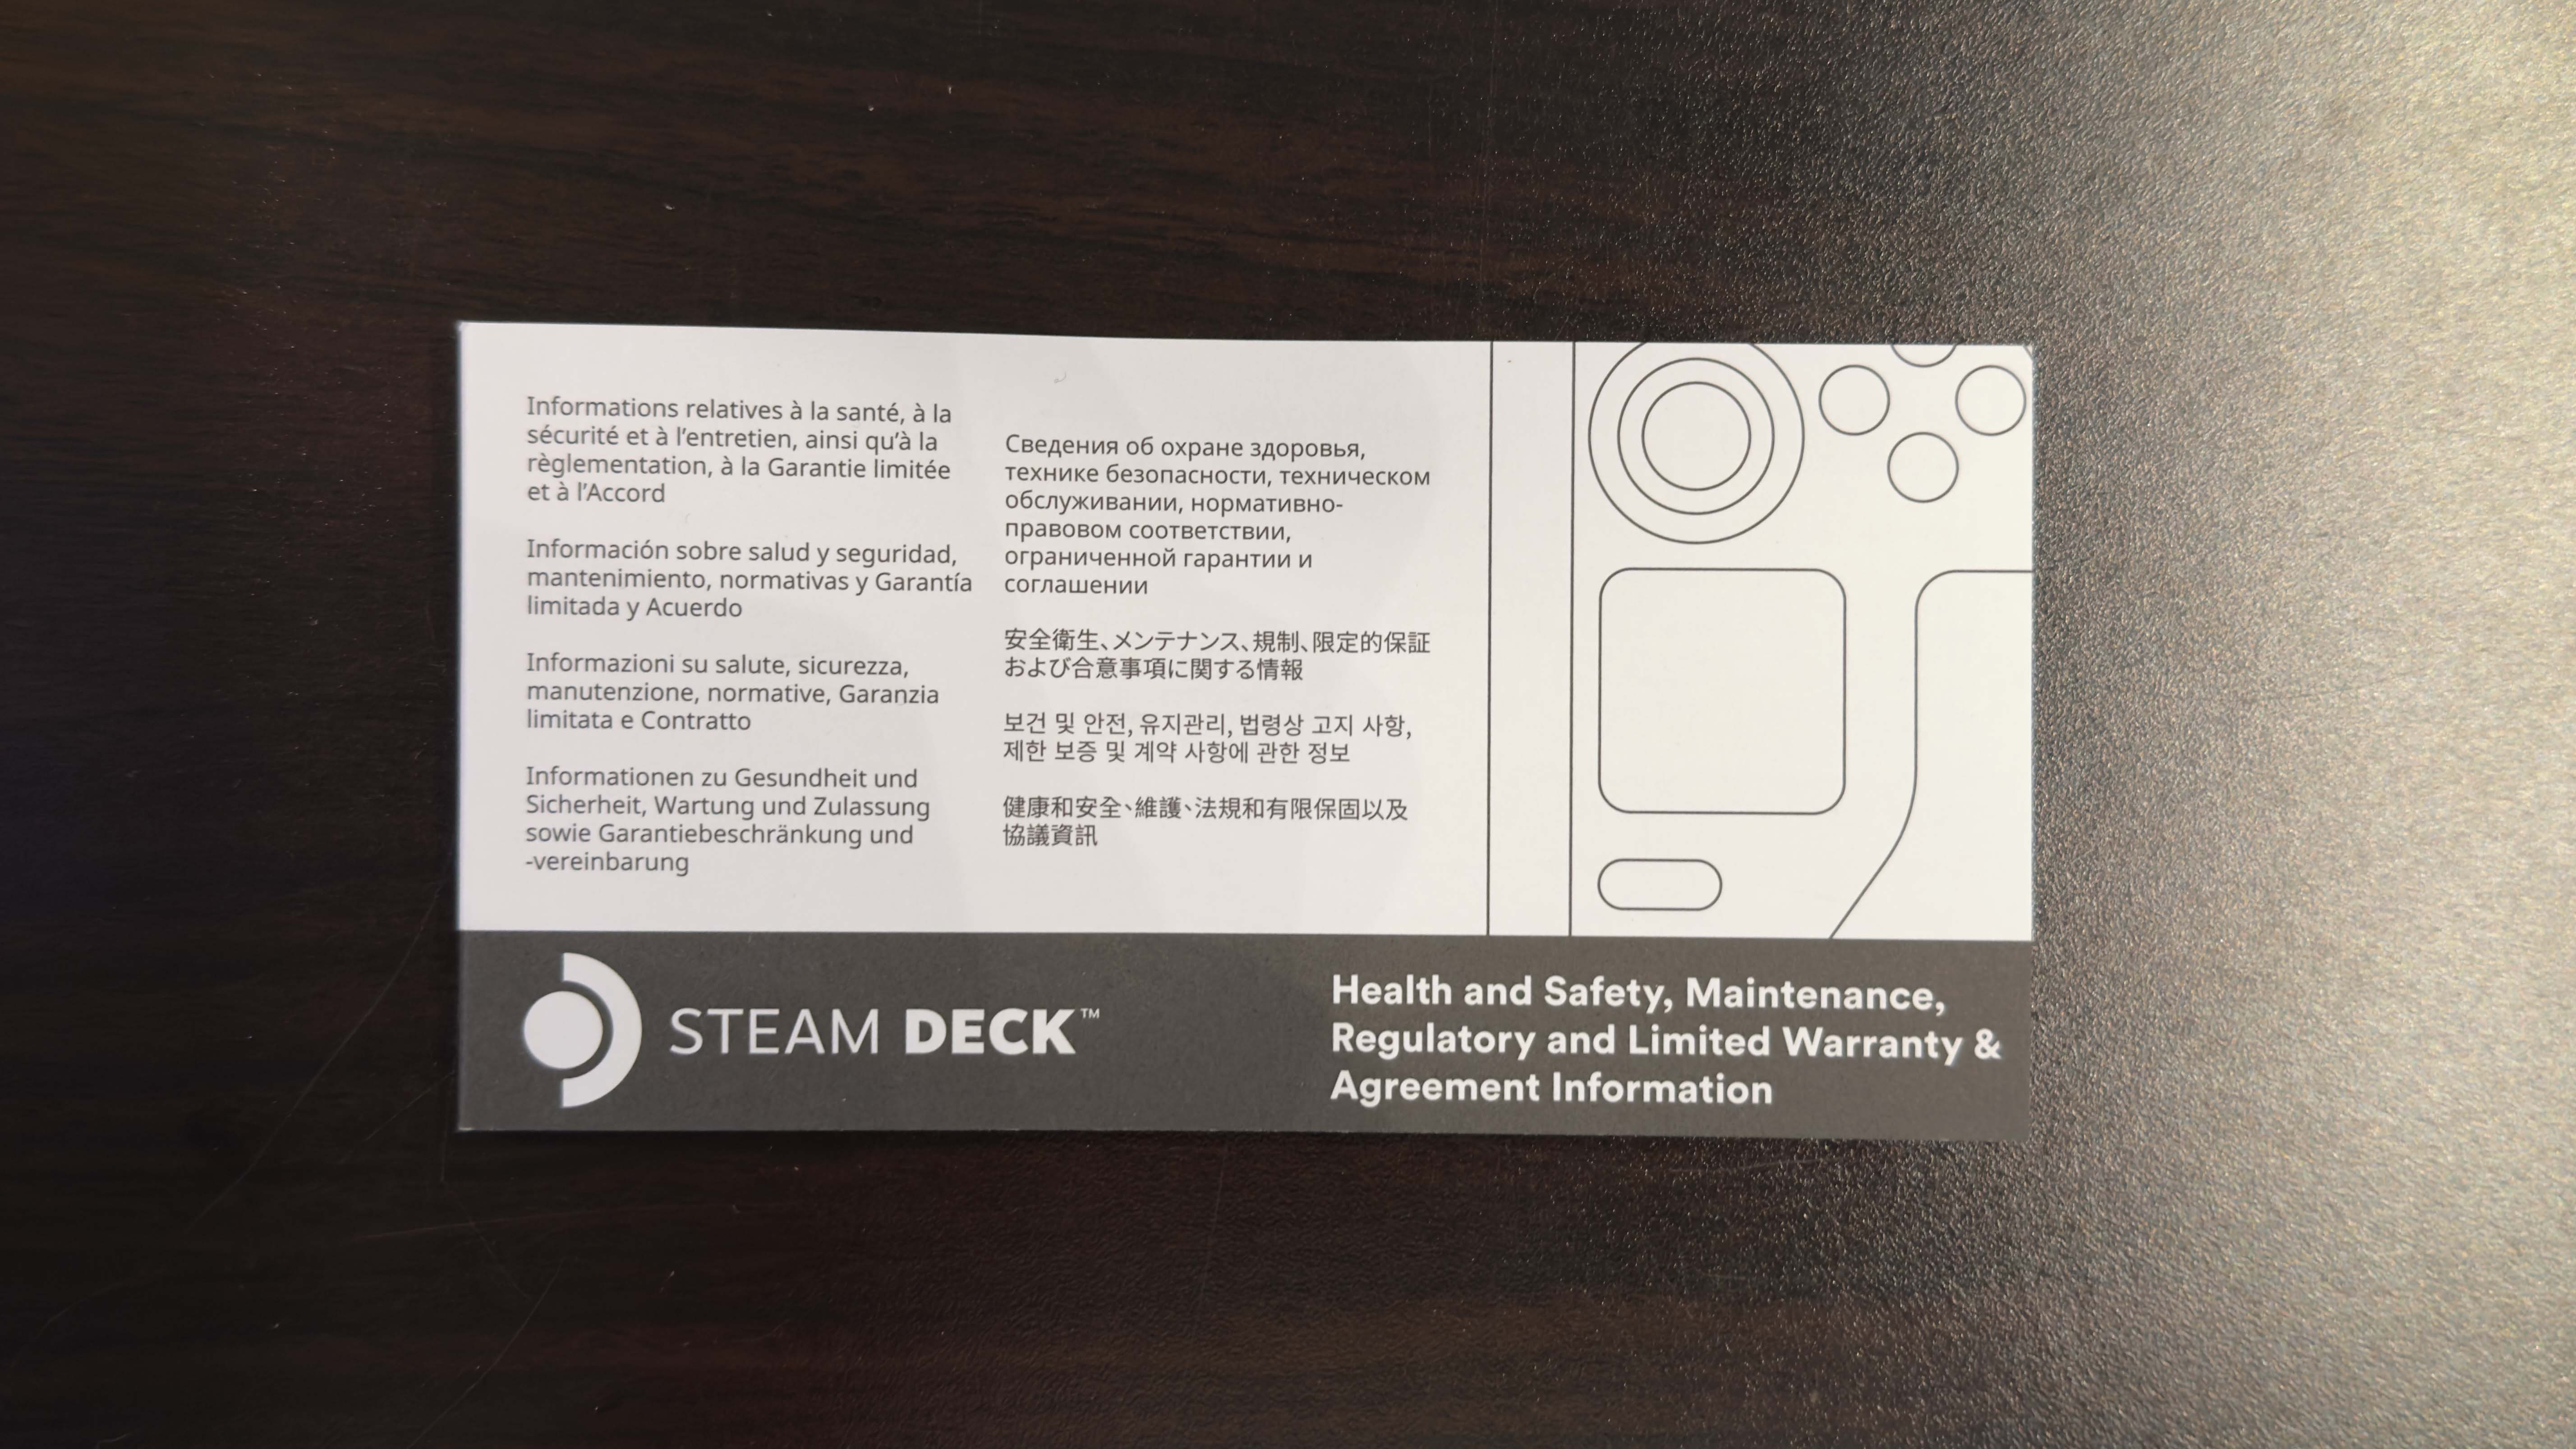 Informations relatives à la santé, à la
sécurité et à l'entretien, ainsi qu'à la
règlementation, à la Garantie limitée
et à l'Accord
Información sobre salud y seguridad,
mantenimiento, normativas y Garantía
limitada y Acuerdo
Informazioni su salute, sicurezza,
manutenzione, normative, Garanzia
limitata e Contratto
Informationen zu Gesundheit und
Sicherheit, Wartung und Zulassung
sowie Garantiebeschränkung und
-vereinbarung
Сведения об охране здоровья,
технике безопасности, техническом
обслуживании, нормативно-
правовом соответствии,
ограниченной гарантии и
соглашении
安全衛生、メンテナンス、規制、限定的保証
および合意事項に関する情報
보건 및 안전, 유지관리, 법령상 고지 사항,
제한 보증 및 계약 사항에 관한 정보
健康和安全、維護、法規和有限保固以及
協議資訊
STEAM DECK™
Health and Safety, Maintenance,
Regulatory and Limited Warranty &
Agreement Information